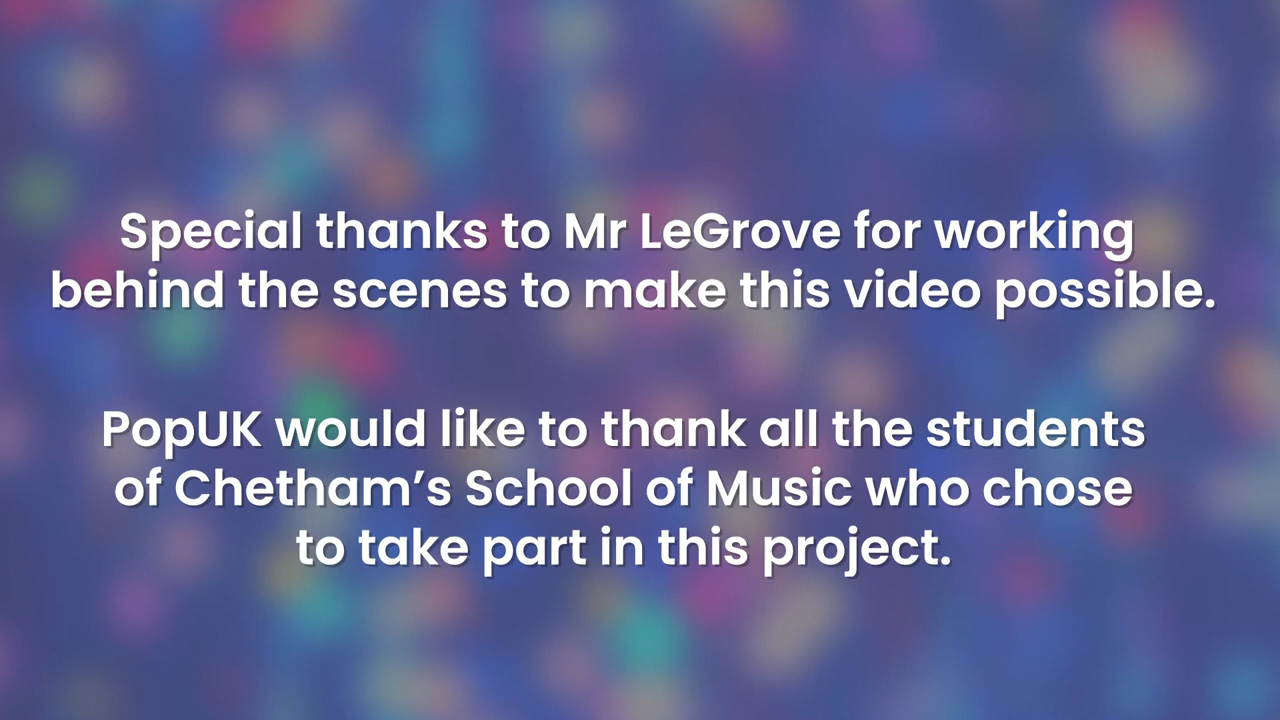 Special thanks to Mr LeGrove for working
behind the scenes to make this video possible.
PopUK would like to thank all the students
of Chetham’s School of Music who chose
to take part in this project.